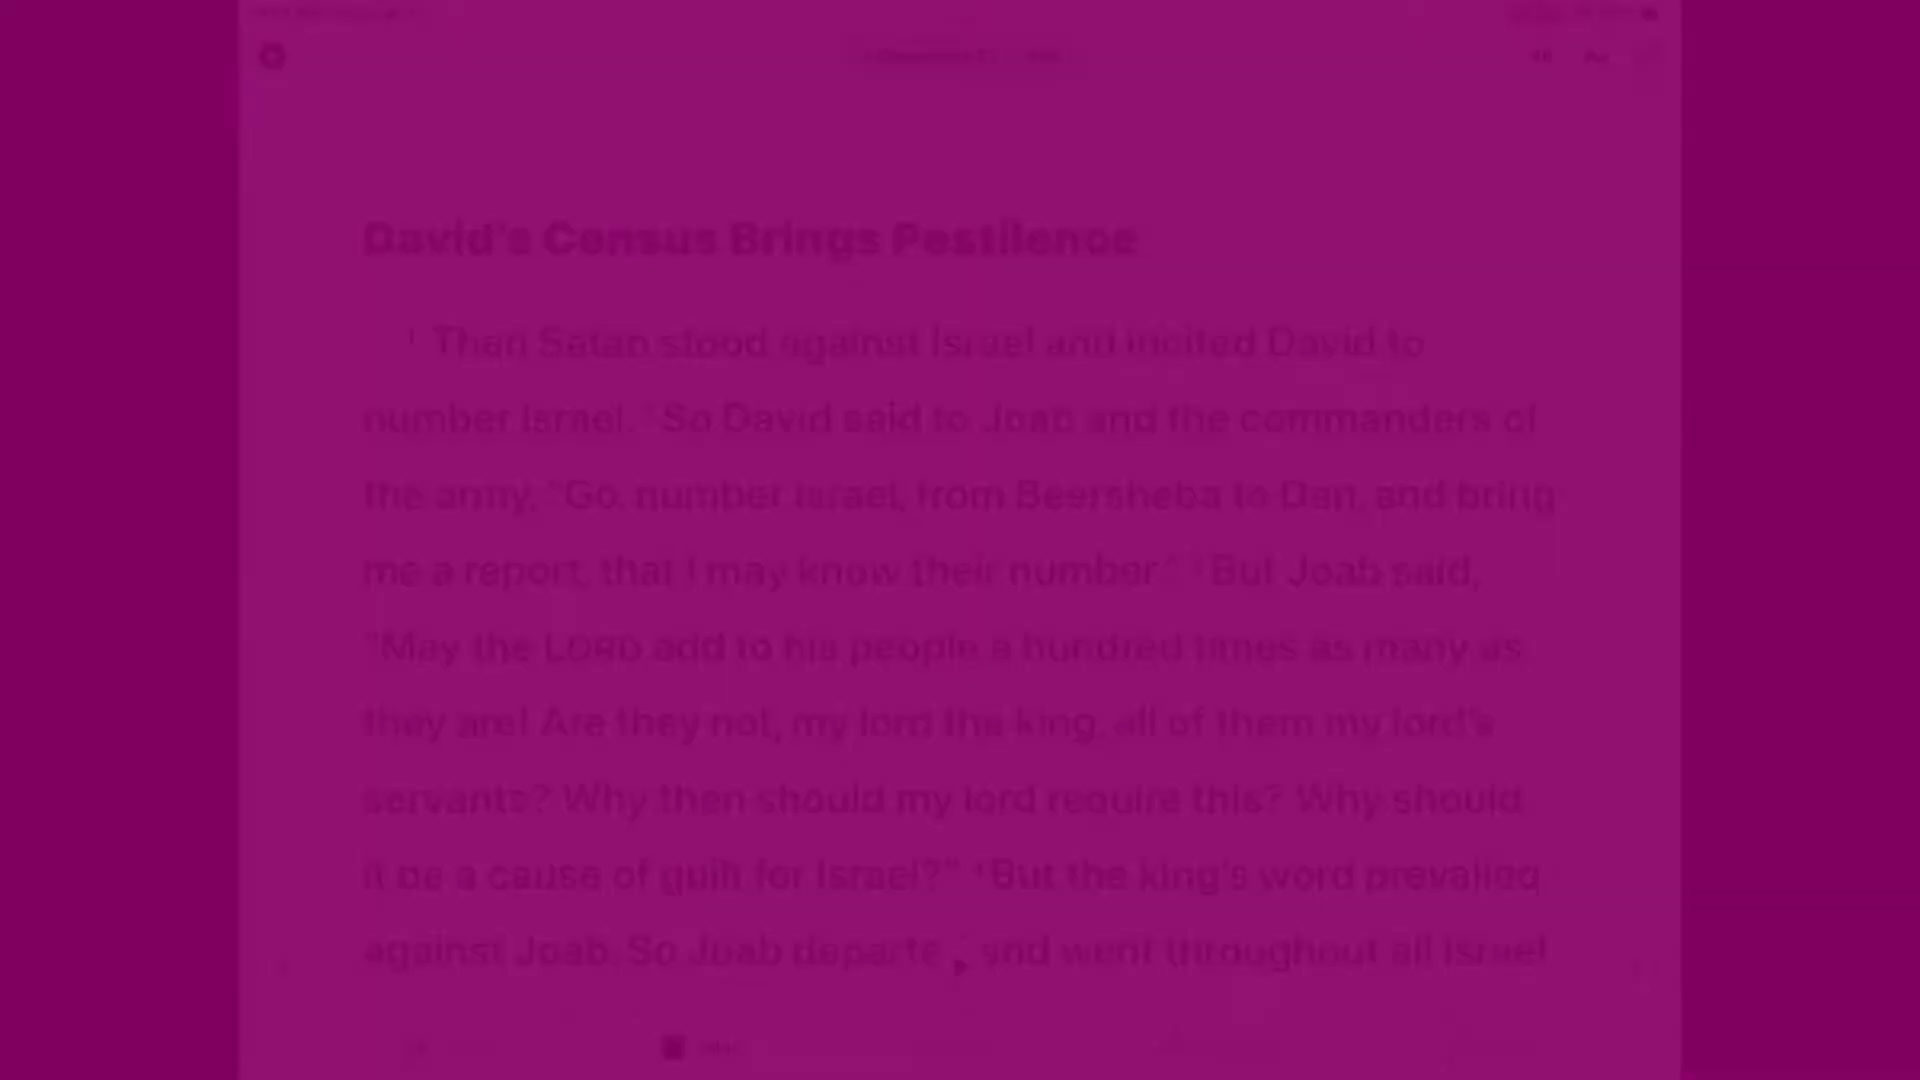 David's Census Brings Pestilence
1 Then Satan stood against Israel and incited David to
number Israel. So David said to Joab and the commanders of
the army, "Go, number Israel, from Beersheba to Dan, and bring
me a report, that I may know their number." But Joab said,
"May the LORD add to his people a hundred times as many as
they are! Are they not, my lord the king, all of them my lord's
servants? Why then should my lord require this? Why should
it be a cause of guilt for Israel?" 4 But the king's word prevailed
against Joab. So Joab departe , and went throughout all Israel